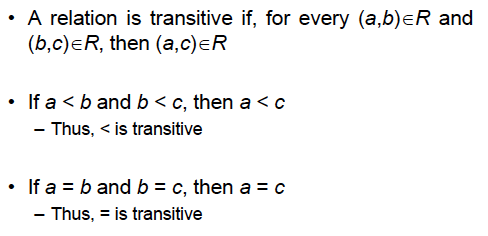 • A relation is transitive if, for every (a,b)∈R and
(b,c)∈R, then (a,c)∈R
• If a < b and b < c, then a < c
– Thus, < is transitive
• If a = b and b = c, then a = c
– Thus, = is transitive